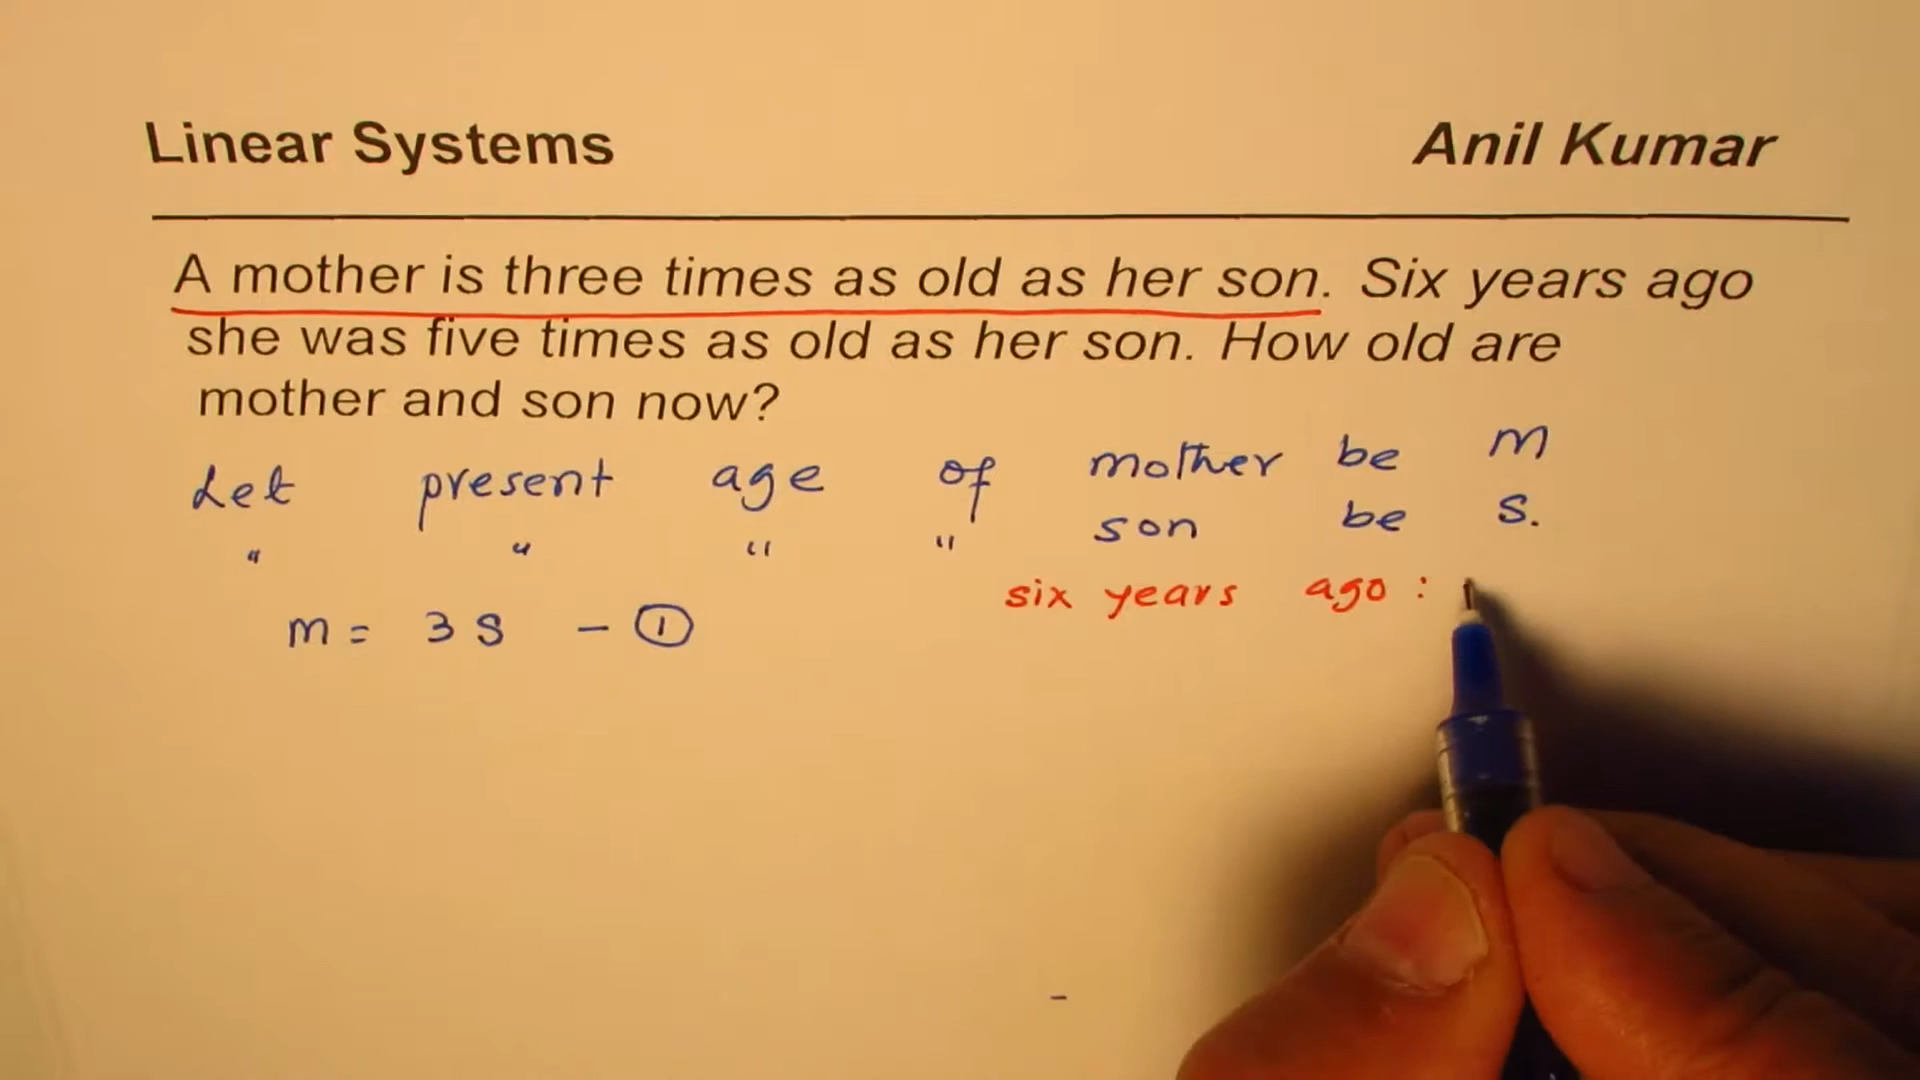 Linear Systems Anil Kumar
A mother is three times as old as her son. Six years ago
she was five times as old as her son. How old are
mother and son now?
Let present age of mother be m
" " " " son be s.
six years ago :
m = 3 s - ①